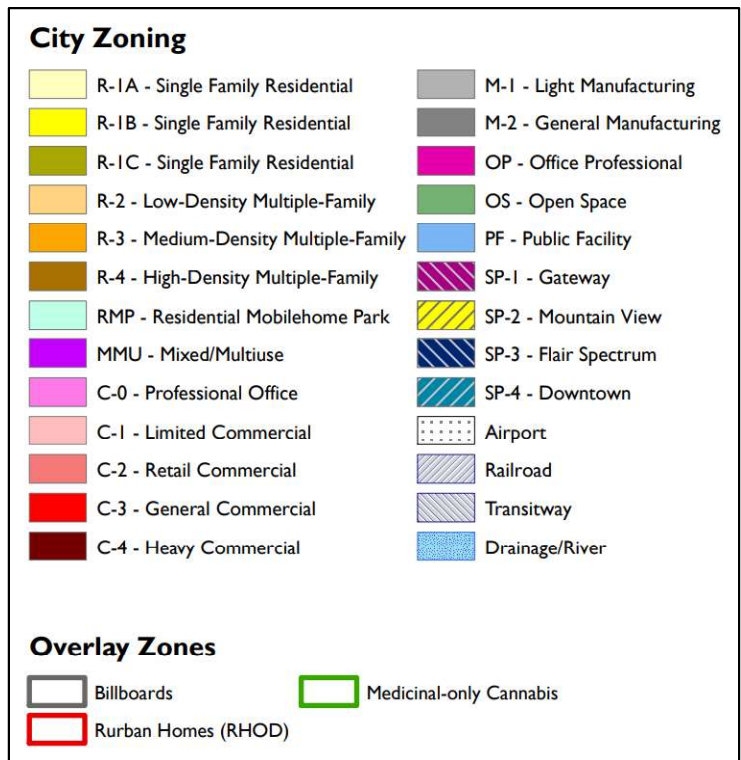 City Zoning
R-1A - Single Family Residential
R-1B - Single Family Residential
R-1C - Single Family Residential
R-2 - Low-Density Multiple-Family
R-3 - Medium-Density Multiple-Family
R-4 - High-Density Multiple-Family
RMP - Residential Mobilehome Park
MMU - Mixed/Multiuse
C-0 - Professional Office
C-1 - Limited Commercial
C-2 - Retail Commercial
C-3 - General Commercial
C-4 - Heavy Commercial
M-1 - Light Manufacturing
M-2 - General Manufacturing
OP - Office Professional
OS - Open Space
PF - Public Facility
SP-1 - Gateway
SP-2 - Mountain View
SP-3 - Flair Spectrum
SP-4 - Downtown
Airport
Railroad
Transitway
Drainage/River
Overlay Zones
Billboards
Medicinal-only Cannabis
Rurban Homes (RHOD)